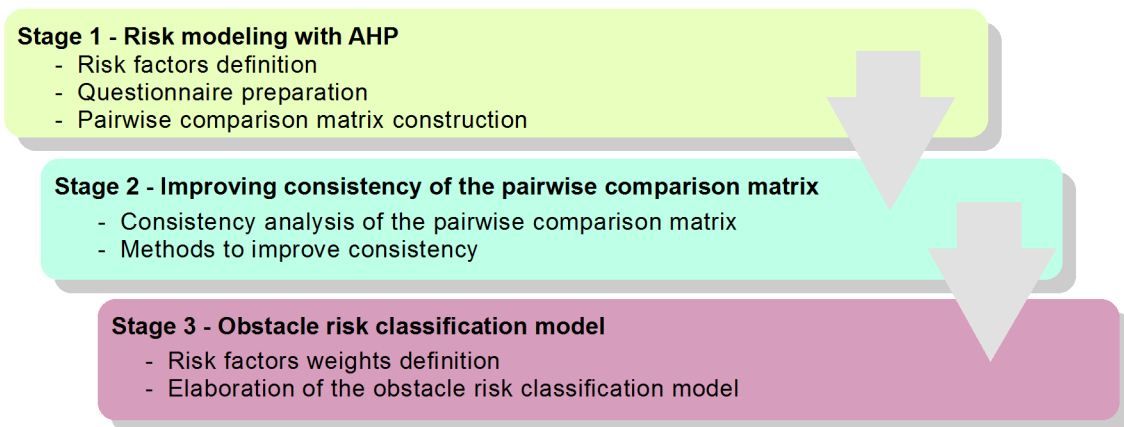 Stage 1 - Risk modeling with AHP
- Risk factors definition
- Questionnaire preparation
- Pairwise comparison matrix construction
Stage 2 - Improving consistency of the pairwise comparison matrix
- Consistency analysis of the pairwise comparison matrix
- Methods to improve consistency
Stage 3 - Obstacle risk classification model
- Risk factors weights definition
- Elaboration of the obstacle risk classification model